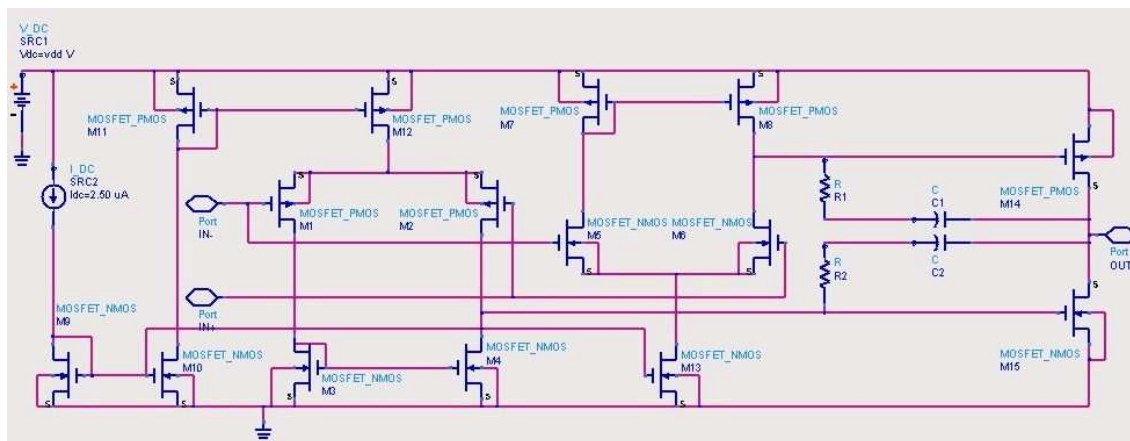 V_DC
SRC1
Vdc=vdd V
+
-
I_DC
SRC2
Idc=2.50 uA
MOSFET_NMOS
M9
S
S
MOSFET_PMOS
M11
MOSFET_NMOS
M10
S
S
MOSFET_PMOS
M12
Port
IN-
Port
IN+
S
MOSFET_PMOS
M1
S
MOSFET_PMOS
M2
MOSFET_NMOS
M3
S
MOSFET_NMOS
M4
S
S
MOSFET_PMOS
M7
S
MOSFET_PMOS
M8
MOSFET_NMOS
M5
S
MOSFET_NMOS
M6
S
MOSFET_NMOS
M13
S
R
R1
C
C1
R
R2
C
C2
MOSFET_PMOS
M14
S
Port
OUT
S
MOSFET_NMOS
M15